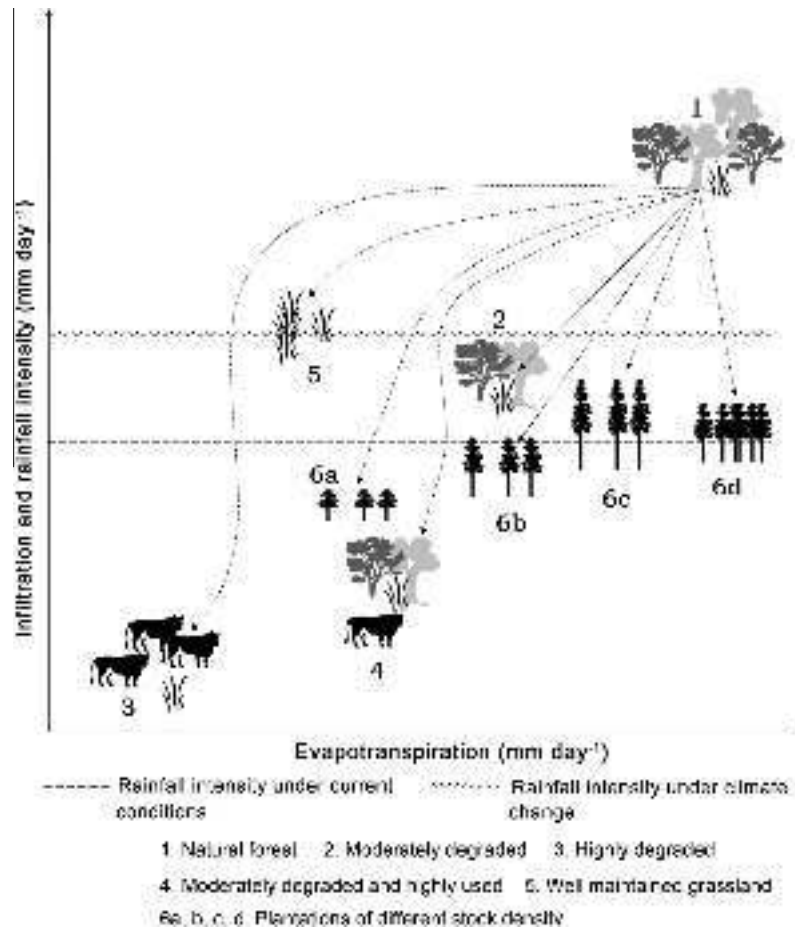 1
2
5
6a
6b
6c
6d
3
4
Infiltration and rainfall intensity (mm day⁻¹)
Evapotranspiration (mm day⁻¹)
Rainfall intensity under current conditions
Rainfall intensity under climate change
1. Natural forest 2. Moderately degraded 3. Highly degraded
4. Moderately degraded and highly used 5. Well maintained grassland
6a, b, c, d. Plantations of different stock density